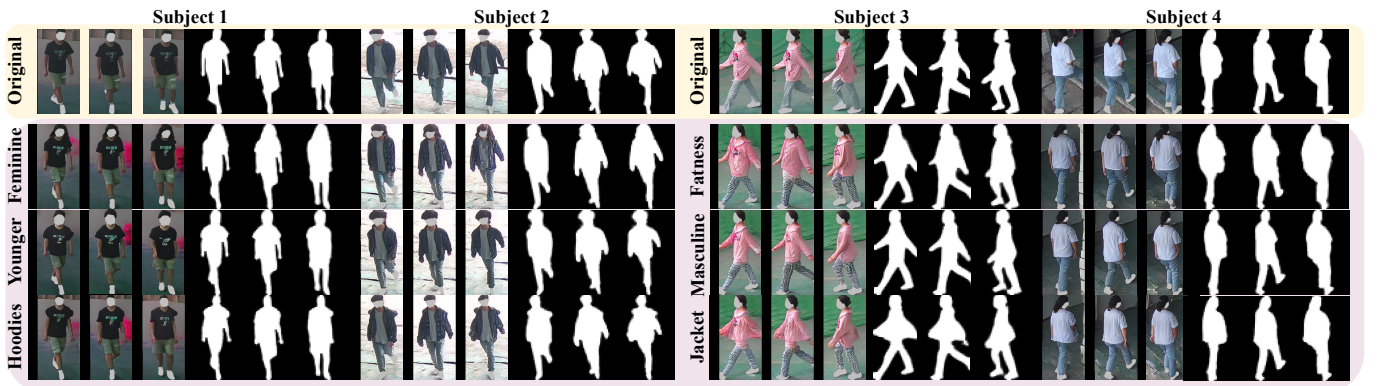 Subject 1 Subject 2 Subject 3 Subject 4
Original Original
Feminine Fatness
Younger Masculine
Hoodies Jacket